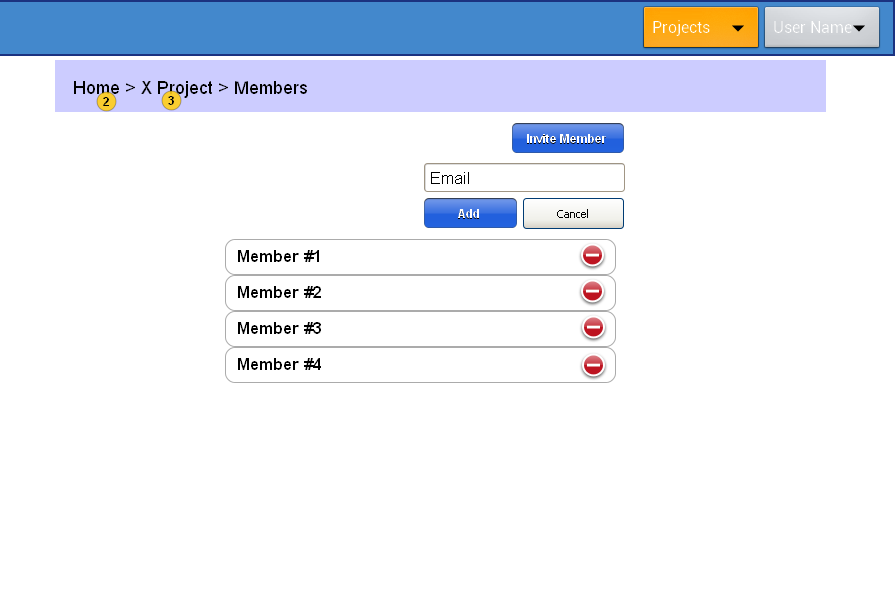 Projects
User Name
Home > X Project > Members
2
3
Invite Member
Email
Add
Cancel
Member #1
Member #2
Member #3
Member #4